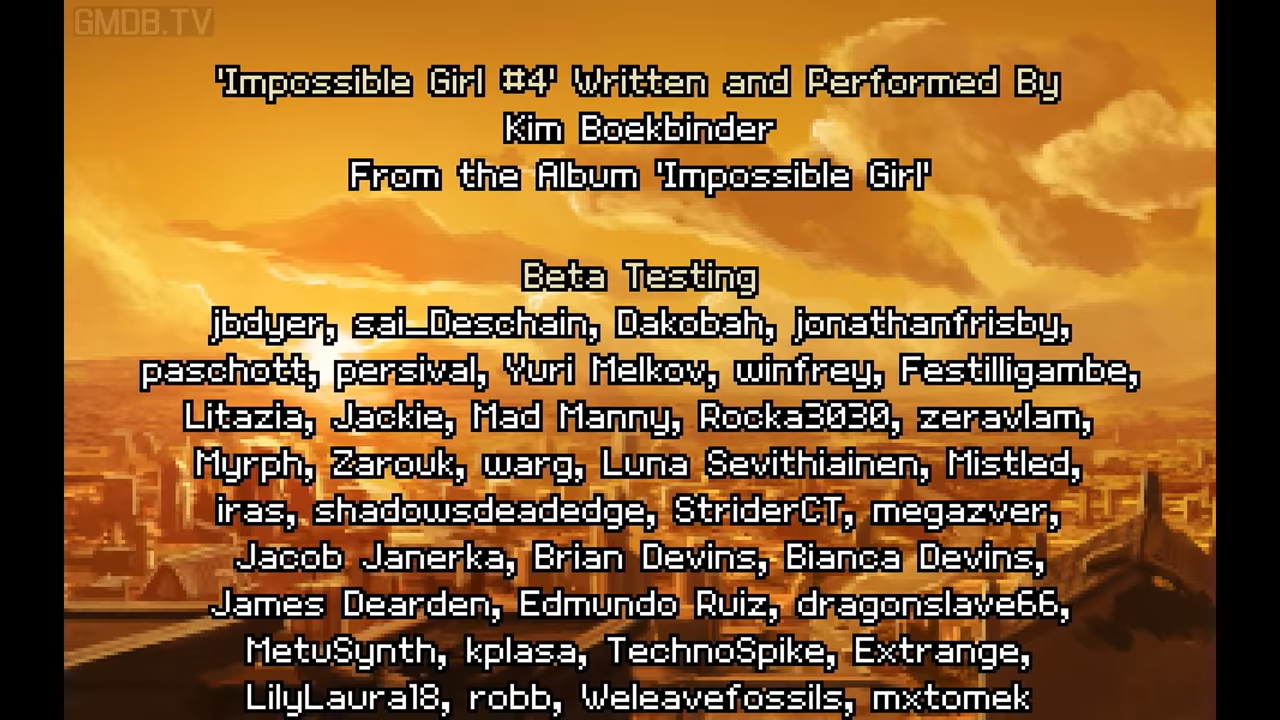 GMDB.TV
'Impossible Girl #4' Written and Performed By
Kim Boekbinder
From the Album 'Impossible Girl'
Beta Testing
jbdyer, sai_Deschain, Dakobah, jonathanfrisby,
paschott, persival, Yuri Melkov, winfrey, Festilligambe,
Litazia, Jackie, Mad Manny, Rocka3030, zeravlam,
Myrph, Zarouk, warg, Luna Sevithiainen, Mistled,
iras, shadowsdeadedge, StriderCT, megazver,
Jacob Janerka, Brian Devins, Bianca Devins,
James Dearden, Edmundo Ruiz, dragonslave66,
MetuSynth, kplasa, TechnoSpike, Extrange,
LilyLaura18, robb, Weleavefossils, mxtomek